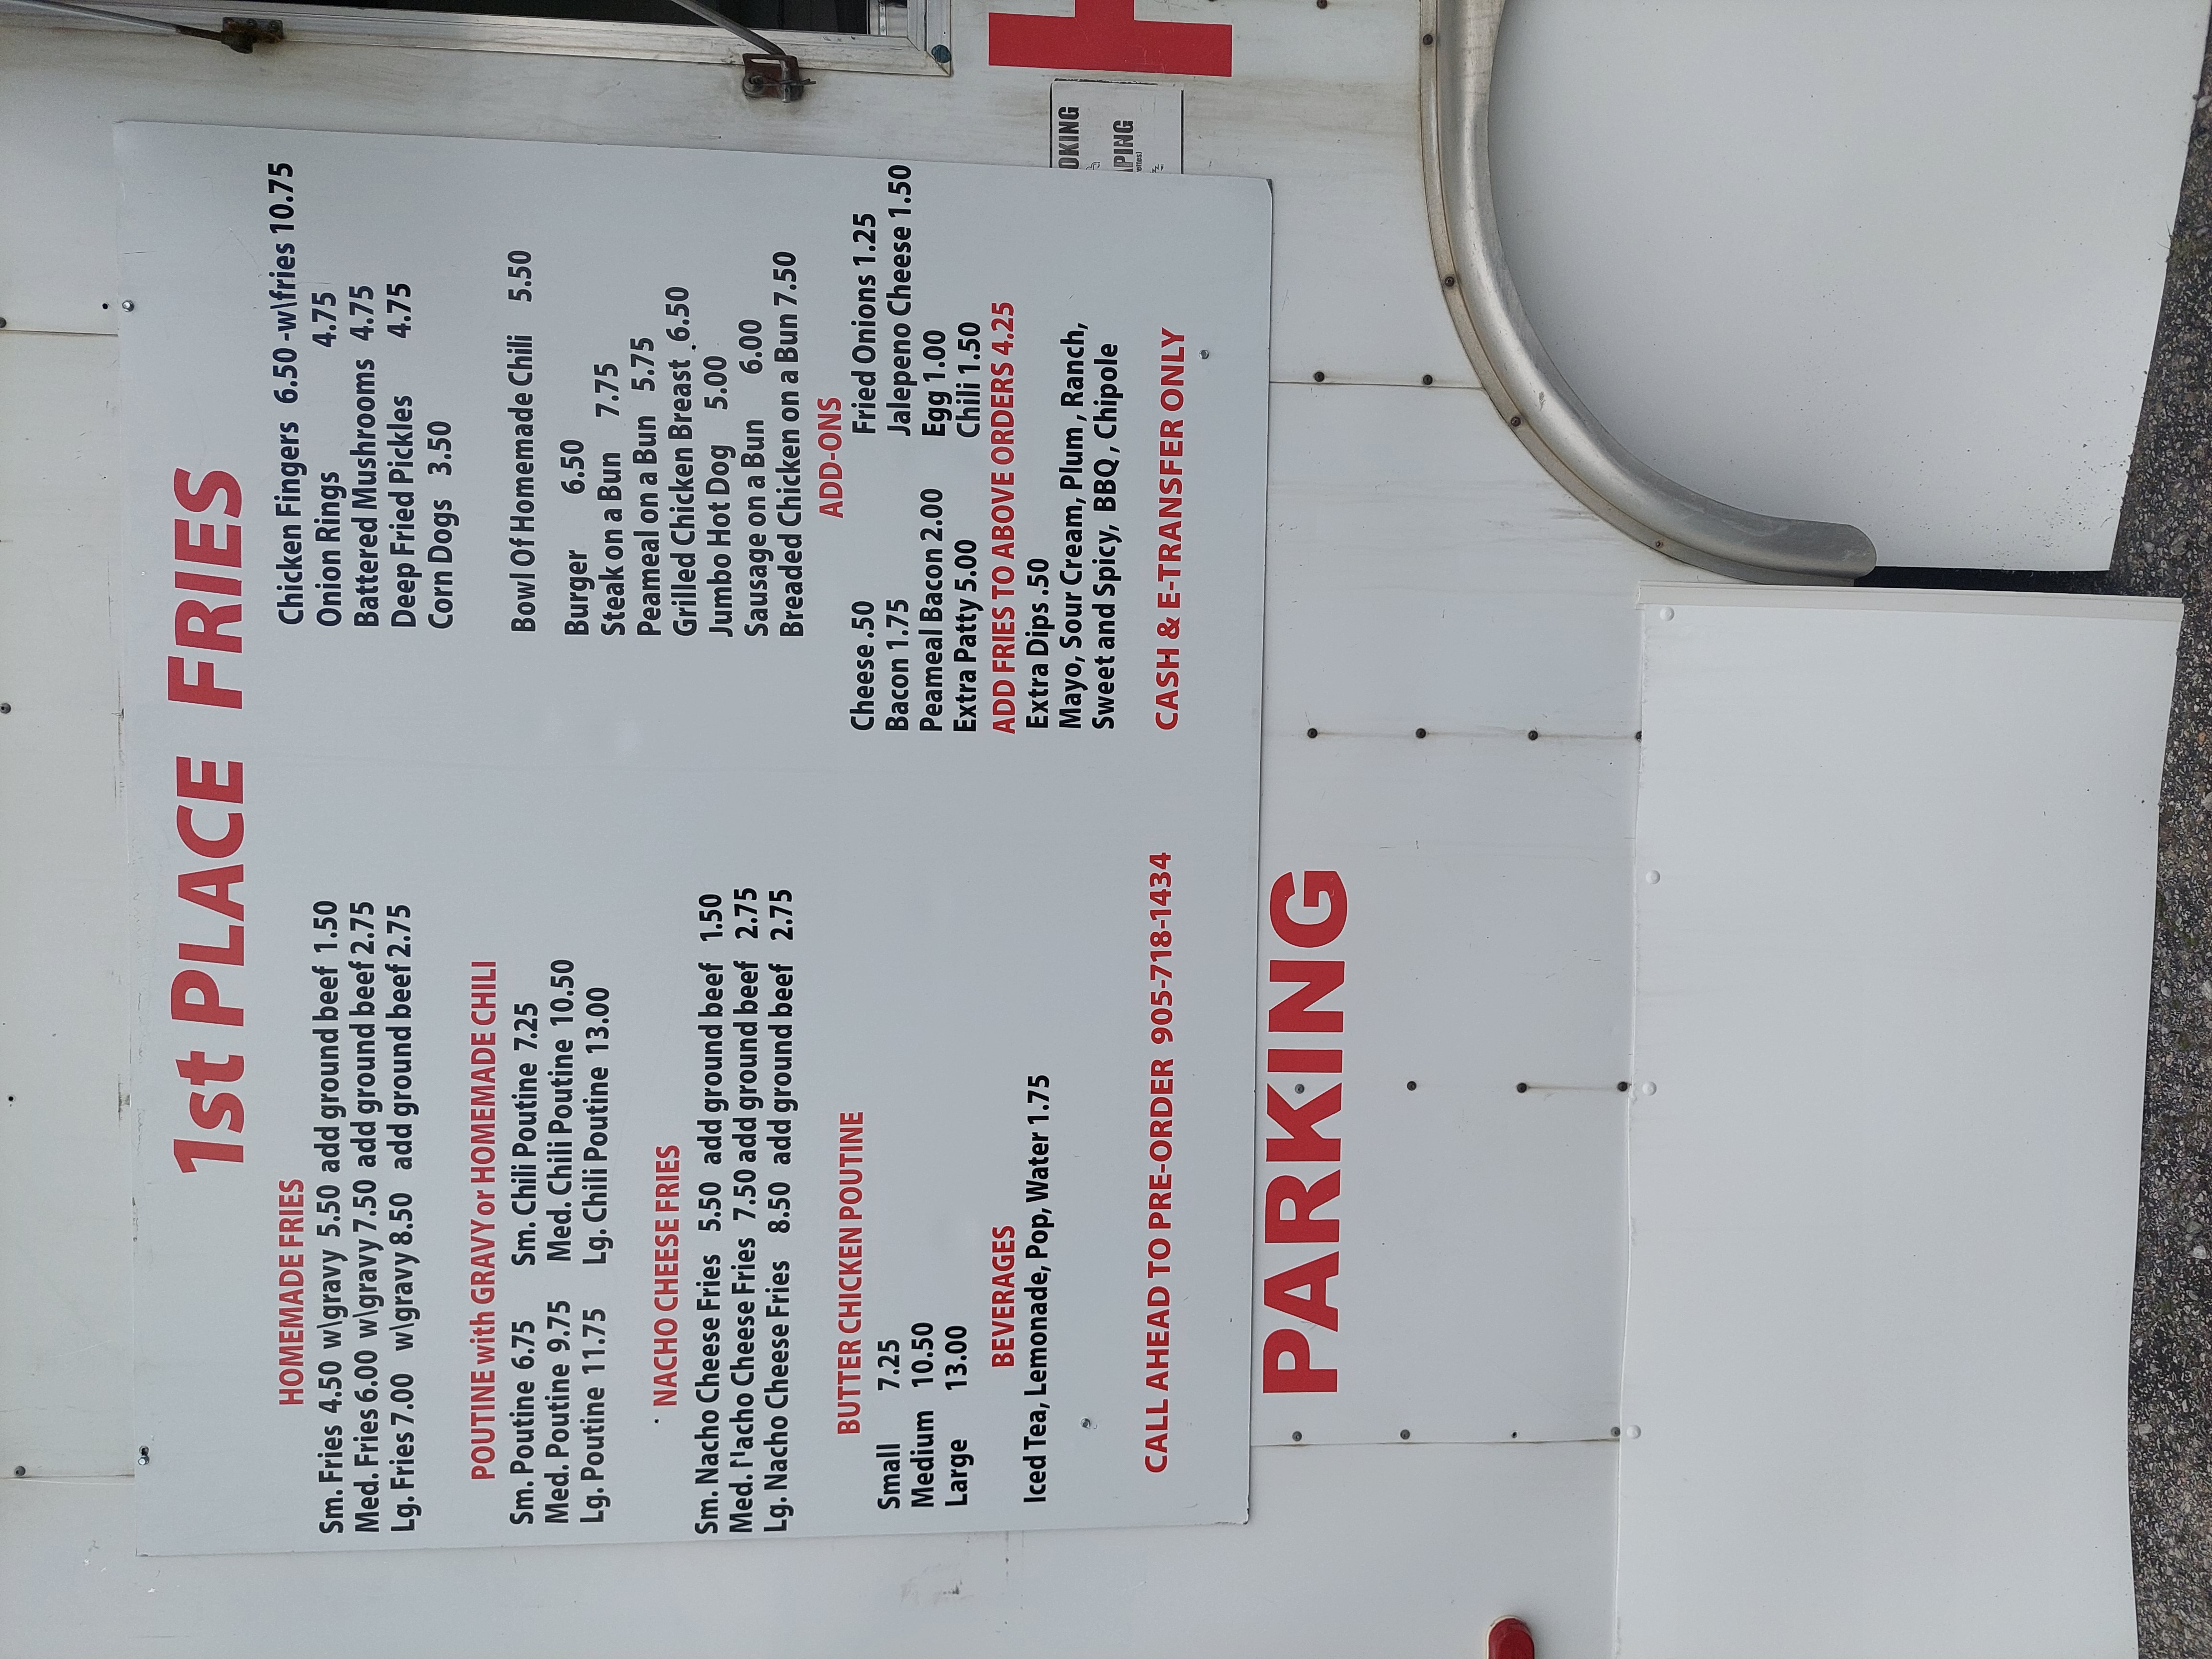 1st PLACE FRIES
HOMEMADE FRIES
Sm. Fries 4.50 w\gravy 5.50 add ground beef 1.50
Med. Fries 6.00 w\gravy 7.50 add ground beef 2.75
Lg. Fries 7.00 w\gravy 8.50 add ground beef 2.75
POUTINE with GRAVY or HOMEMADE CHILI
Sm. Poutine 6.75 Sm. Chili Poutine 7.25
Med. Poutine 9.75 Med. Chili Poutine 10.50
Lg. Poutine 11.75 Lg. Chili Poutine 13.00
NACHO CHEESE FRIES
Sm. Nacho Cheese Fries 5.50 add ground beef 1.50
Med. Nacho Cheese Fries 7.50 add ground beef 2.75
Lg. Nacho Cheese Fries 8.50 add ground beef 2.75
BUTTER CHICKEN POUTINE
Small 7.25
Medium 10.50
Large 13.00
BEVERAGES
Iced Tea, Lemonade, Pop, Water 1.75
CALL AHEAD TO PRE-ORDER 905-718-1434
Chicken Fingers 6.50 -w\fries 10.75
Onion Rings 4.75
Battered Mushrooms 4.75
Deep Fried Pickles 4.75
Corn Dogs 3.50
Bowl Of Homemade Chili 5.50
Burger 6.50
Steak on a Bun 7.75
Peameal on a Bun 5.75
Grilled Chicken Breast 6.50
Jumbo Hot Dog 5.00
Sausage on a Bun 6.00
Breaded Chicken on a Bun 7.50
ADD-ONS
Cheese .50 Fried Onions 1.25
Bacon 1.75 Jalepeno Cheese 1.50
Peameal Bacon 2.00 Egg 1.00
Extra Patty 5.00 Chili 1.50
ADD FRIES TO ABOVE ORDERS 4.25
Extra Dips .50
Mayo, Sour Cream, Plum , Ranch,
Sweet and Spicy, BBQ , Chipole
CASH & E-TRANSFER ONLY
OKING
APING
PARKING
H